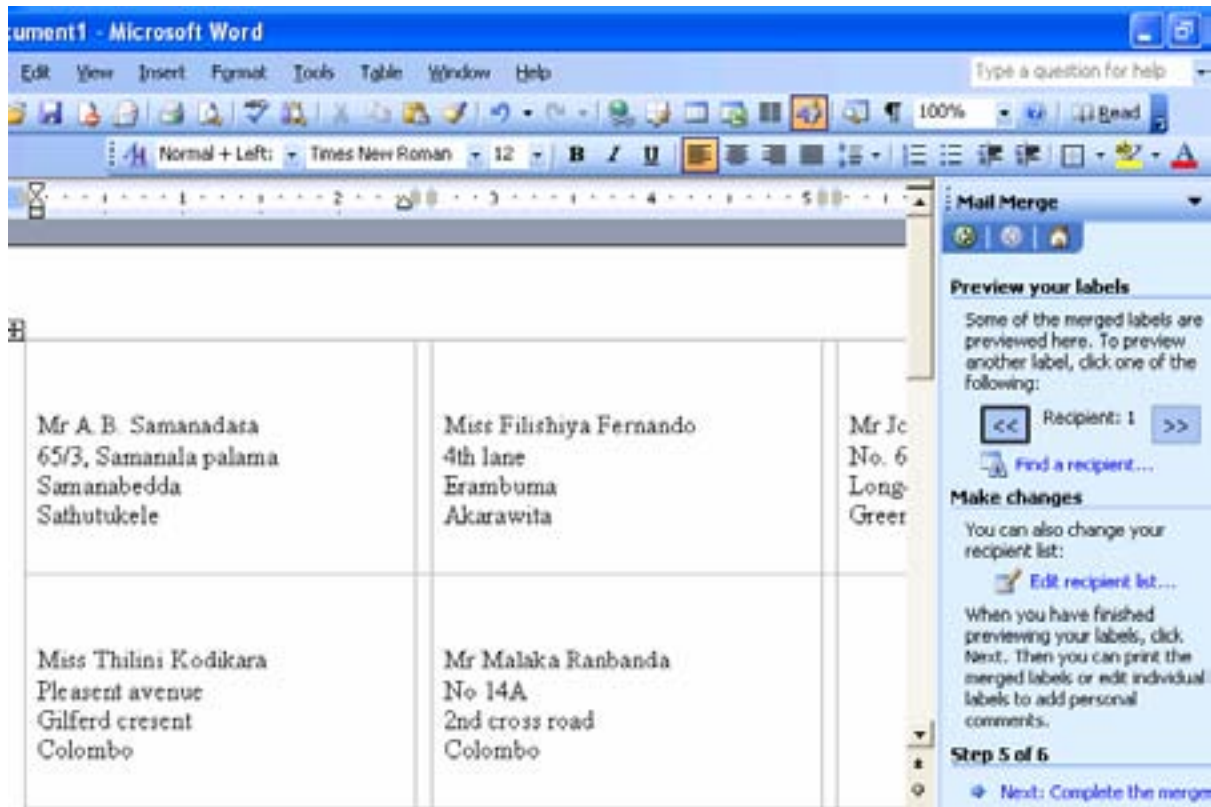 ument1 - Microsoft Word
Edit View Insert Format Tools Table Window Help
Type a question for help
100% Read
Normal + Left: Times New Roman 12 B I U
1 2 3 4 5
Mail Merge
Preview your labels
Some of the merged labels are
previewed here. To preview
another label, click one of the
following:
<< Recipient: 1 >>
Find a recipient...
Make changes
You can also change your
recipient list:
Edit recipient list...
When you have finished
previewing your labels, click
Next. Then you can print the
merged labels or edit individual
labels to add personal
comments.
Step 5 of 6
Next: Complete the merge
Mr A. B. Samanadasa
65/3, Samanala palama
Samanabedda
Sathutukele
Miss Filishiya Fernando
4th lane
Erambuma
Akarawita
Mr Jo
No. 6
Long
Green
Miss Thilini Kodikara
Pleasent avenue
Gilferd cresent
Colombo
Mr Malaka Ranbanda
No 14A
2nd cross road
Colombo